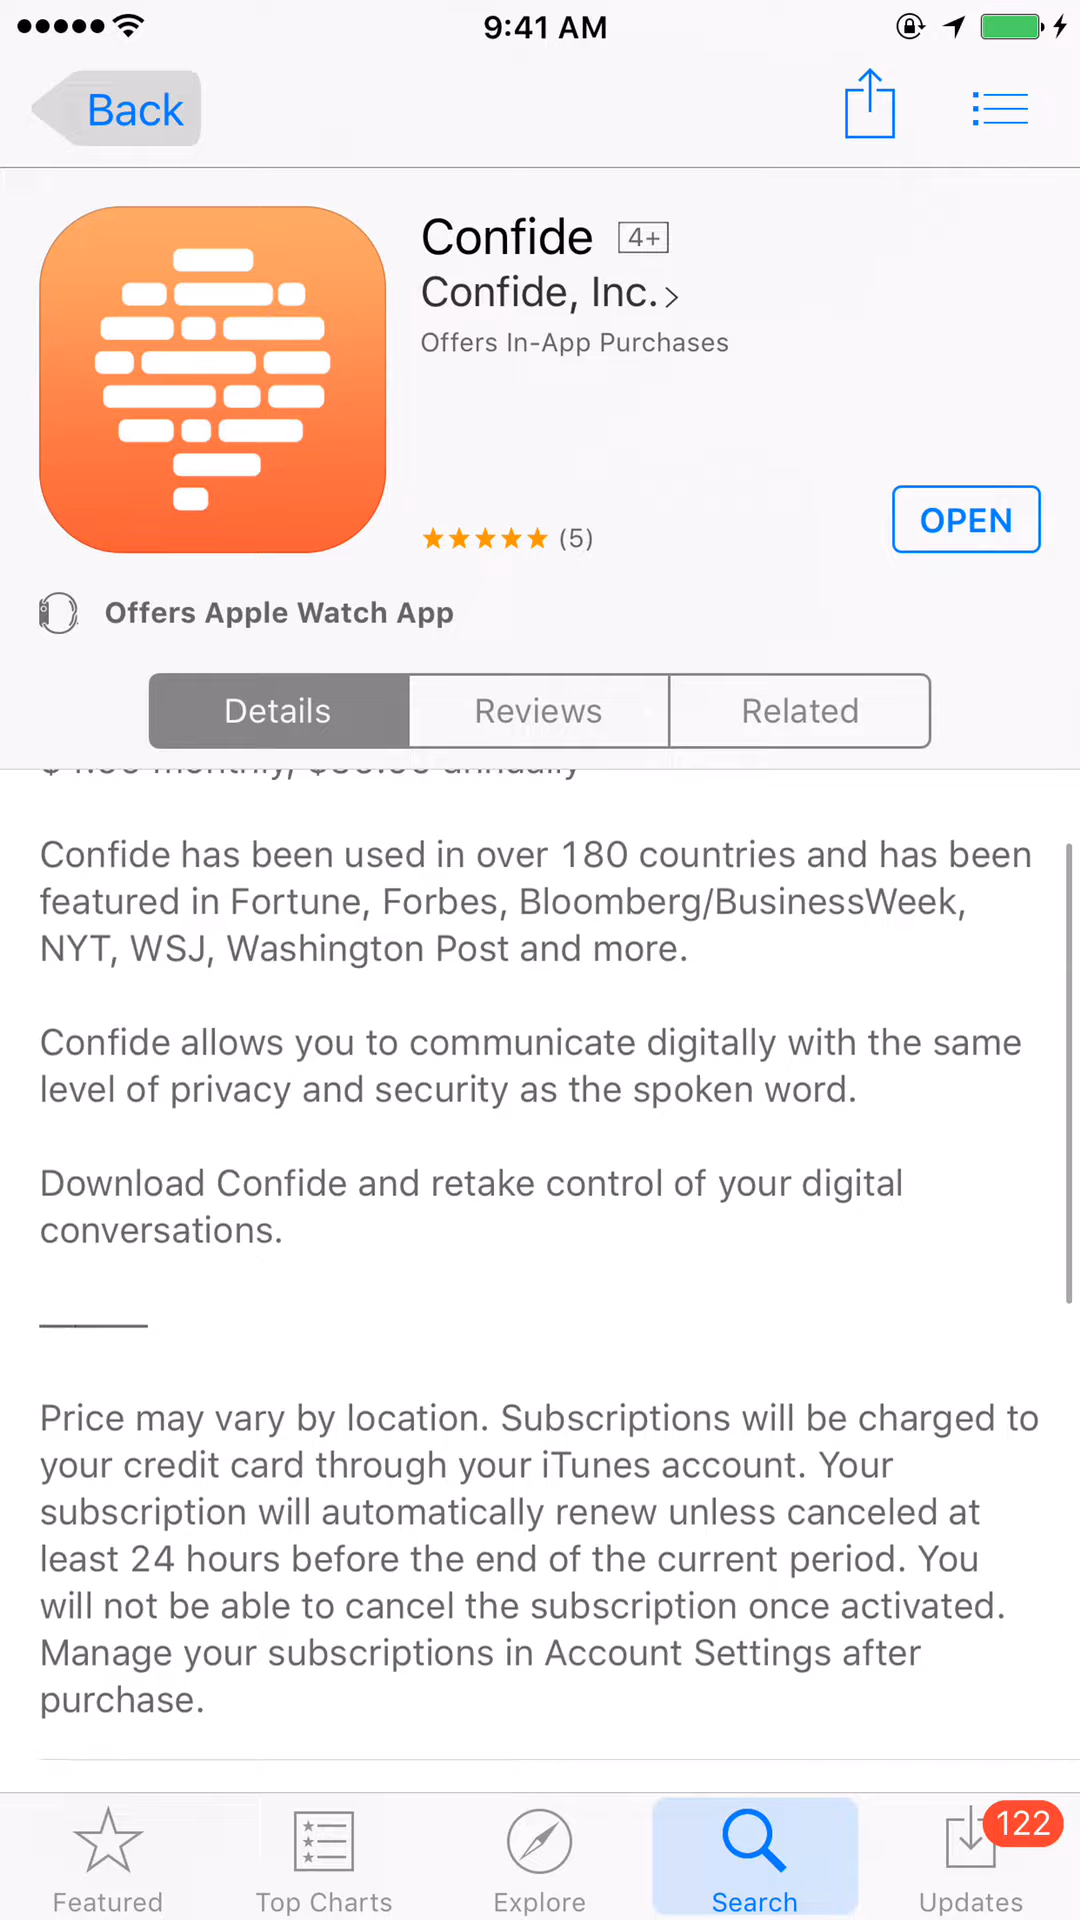 9:41 AM
Back
Confide 4+
Confide, Inc.
Offers In-App Purchases
(5)
OPEN
Offers Apple Watch App
Details
Reviews
Related
monthly, annually
Confide has been used in over 180 countries and has been
featured in Fortune, Forbes, Bloomberg/BusinessWeek,
NYT, WSJ, Washington Post and more.
Confide allows you to communicate digitally with the same
level of privacy and security as the spoken word.
Download Confide and retake control of your digital
conversations.
Price may vary by location. Subscriptions will be charged to
your credit card through your iTunes account. Your
subscription will automatically renew unless canceled at
least 24 hours before the end of the current period. You
will not be able to cancel the subscription once activated.
Manage your subscriptions in Account Settings after
purchase.
122
Featured
Top Charts
Explore
Search
Updates